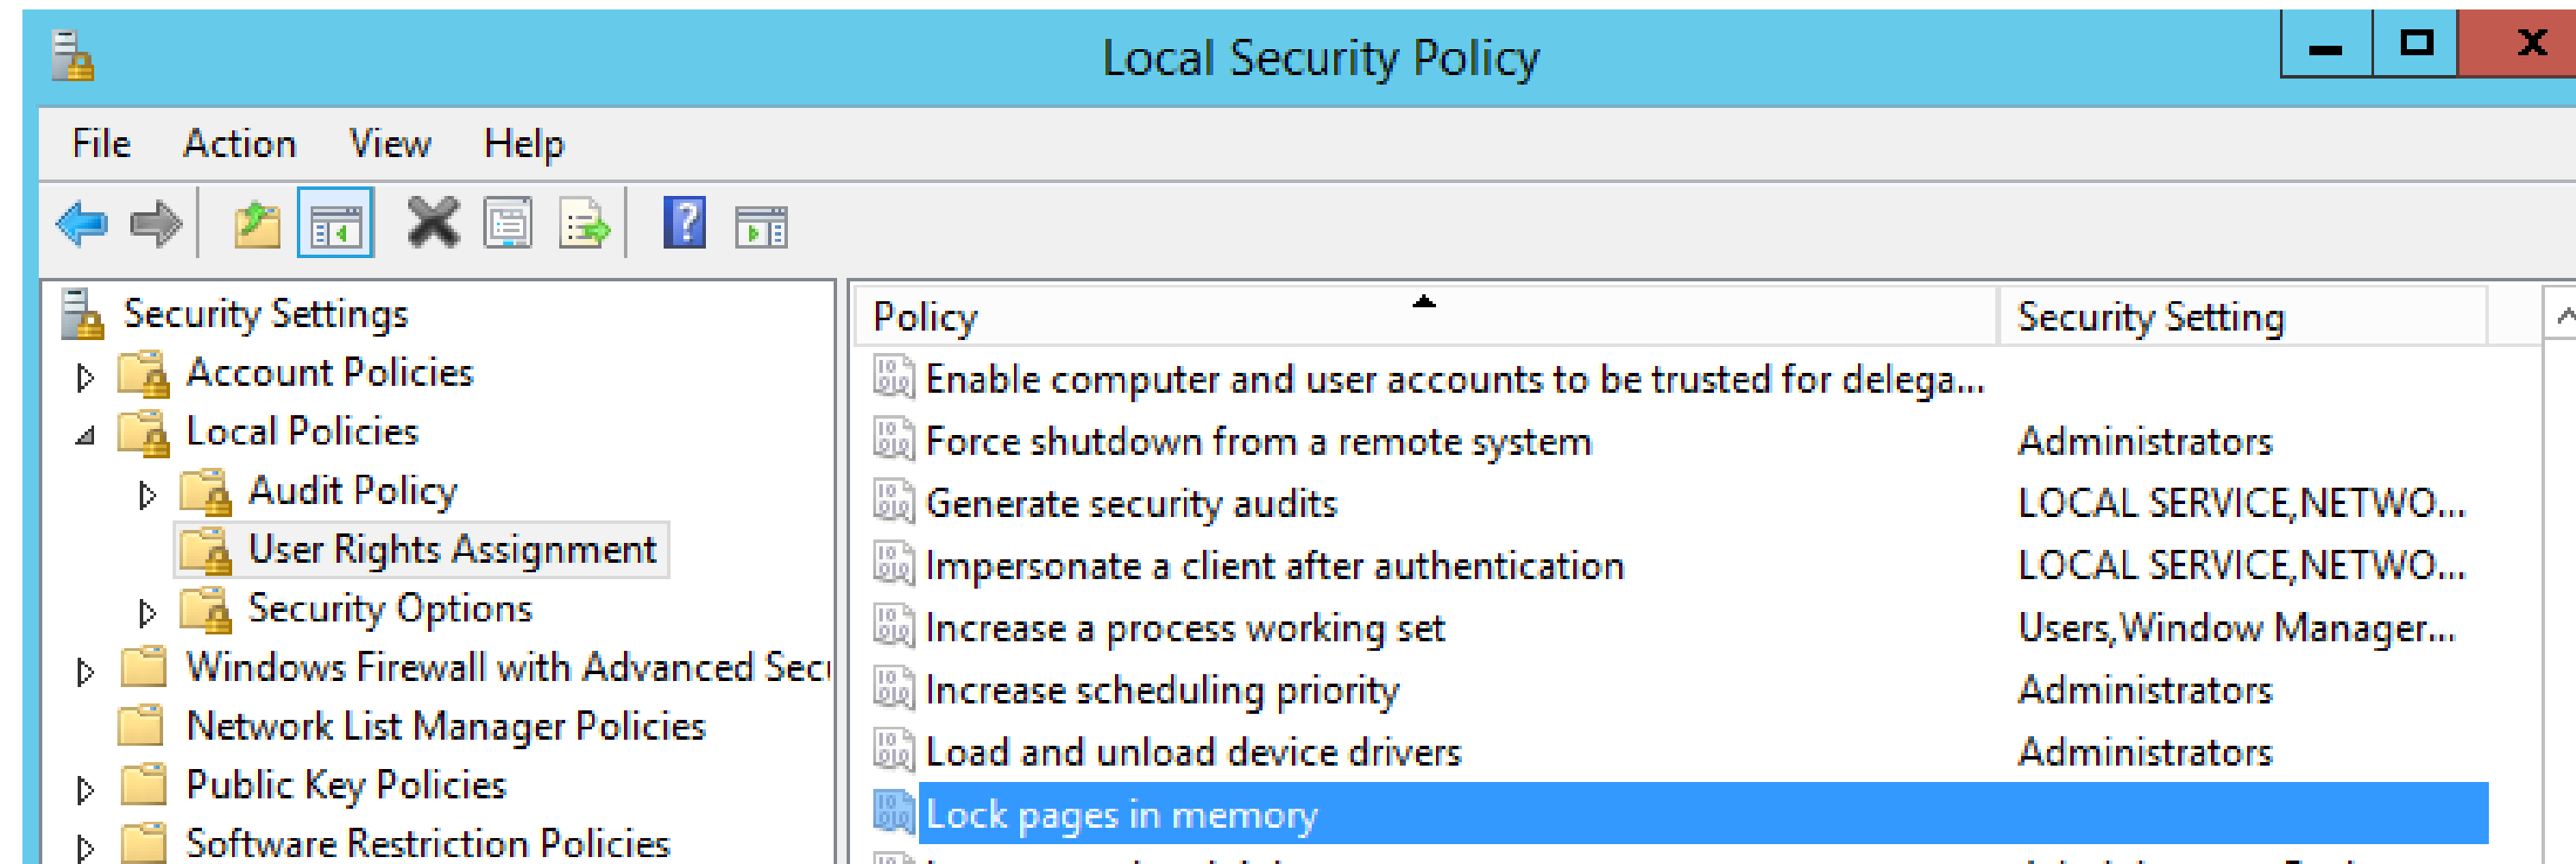 Local Security Policy
File Action View Help
Security Settings
Account Policies
Local Policies
Audit Policy
User Rights Assignment
Security Options
Windows Firewall with Advanced
Network List Manager Policies
Public Key Policies
Software Restriction Policies
Policy Security Setting
Enable computer and user accounts to be trusted for delega...
Force shutdown from a remote system Administrators
Generate security audits LOCAL SERVICE,NETWO...
Impersonate a client after authentication LOCAL SERVICE,NETWO...
Increase a process working set Users,Window Manager...
Increase scheduling priority Administrators
Load and unload device drivers Administrators
Lock pages in memory